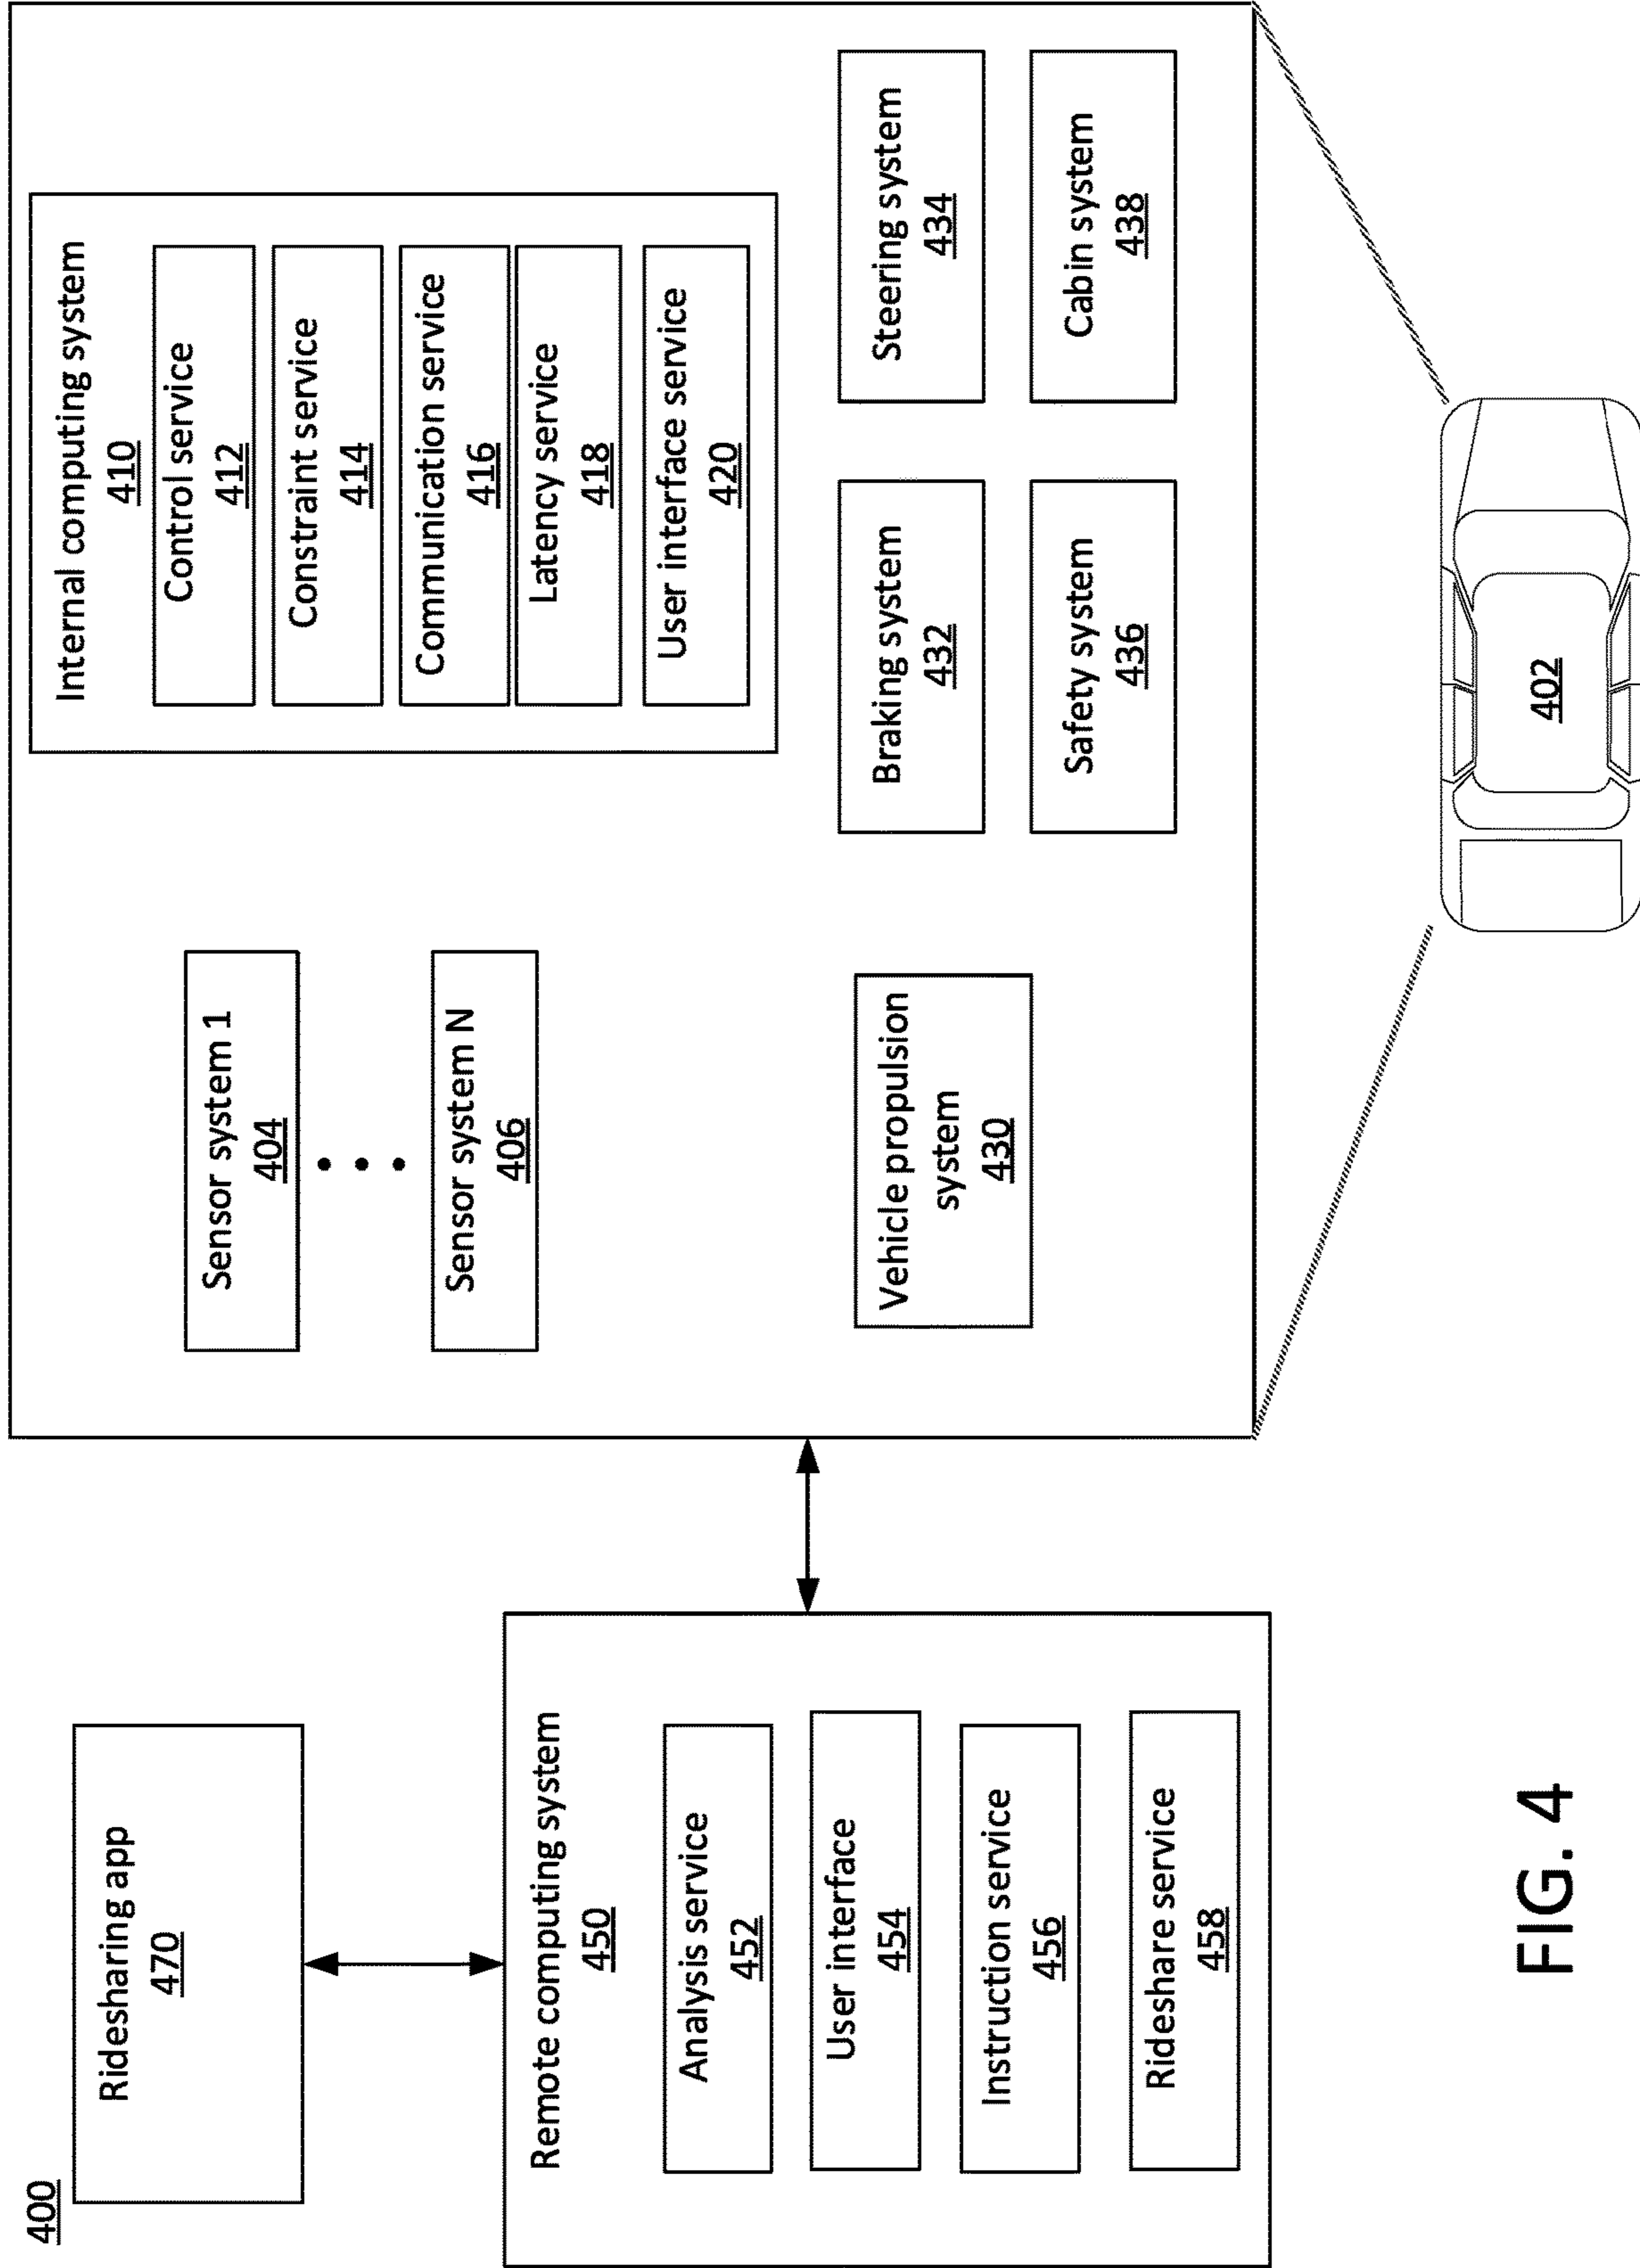 400
Ridesharing app
470
Remote computing system
450
Analysis service
452
User interface
454
Instruction service
456
Rideshare service
458
Sensor system 1
404
Sensor system N
406
Internal computing system
410
Control service
412
Constraint service
414
Communication service
416
Latency service
418
User interface service
420
Vehicle propulsion
system
430
Braking system
432
Steering system
434
Safety system
436
Cabin system
438
402
FIG. 4